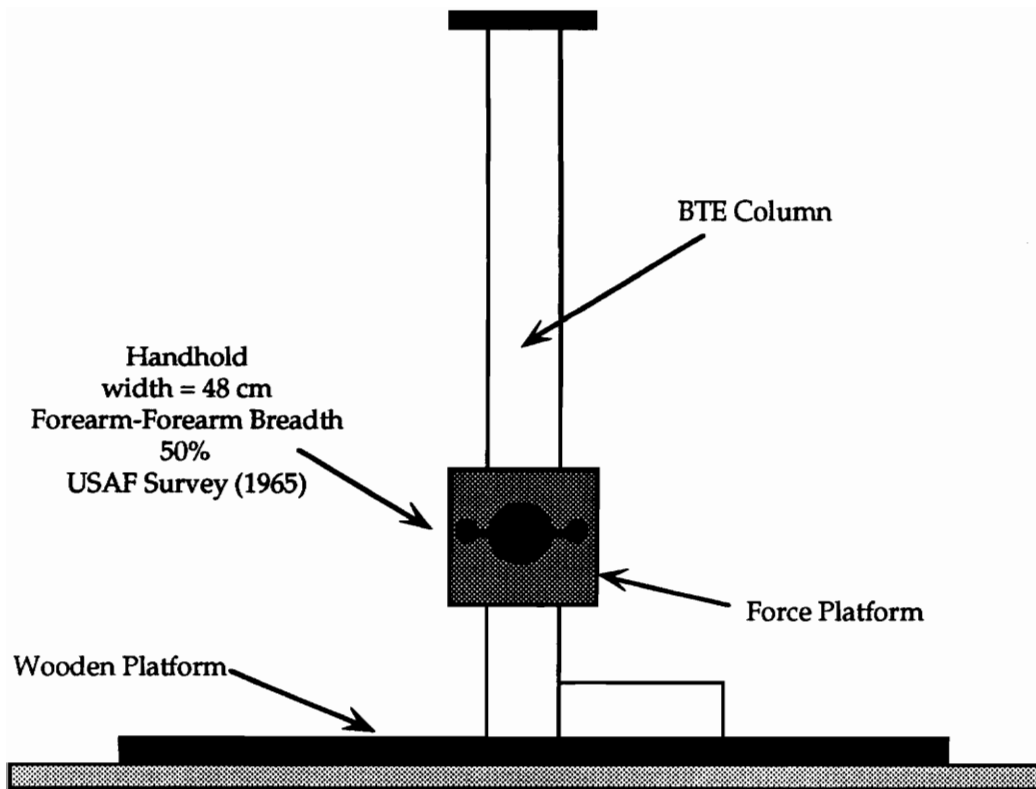 BTE Column
Handhold
width = 48 cm
Forearm-Forearm Breadth
50%
USAF Survey (1965)
Force Platform
Wooden Platform